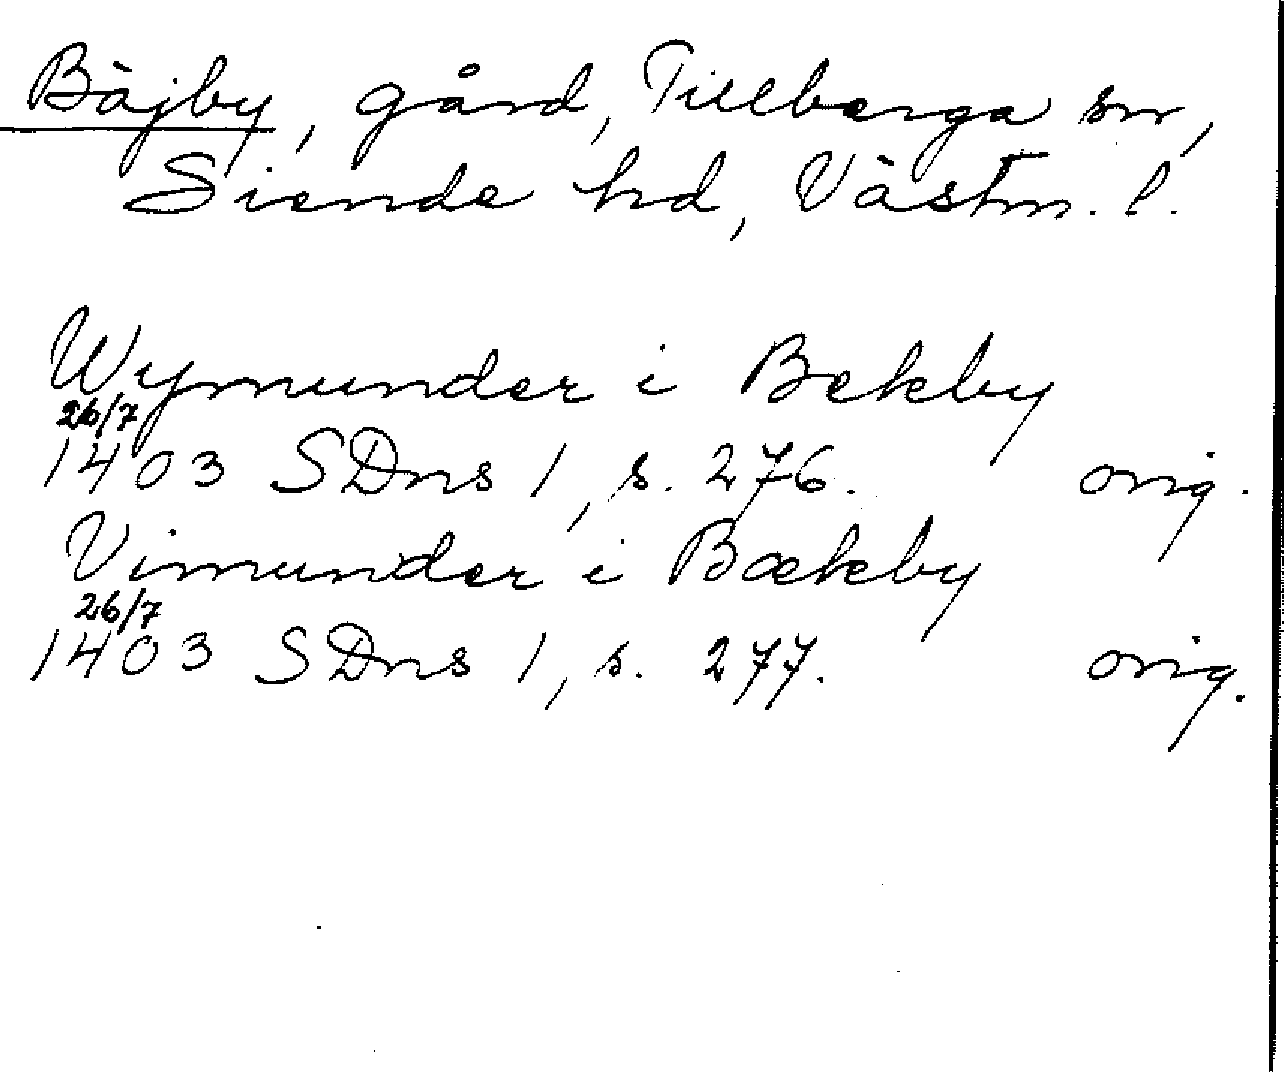 Bäjby, gård, Tillberga sn,
Siende hd, Västm. l.
Wymunder i Bekby
26/7
1403 SDns 1, s. 276. orig.
Vimunder i Bækby
26/7
1403 SDns 1, s. 277. orig.